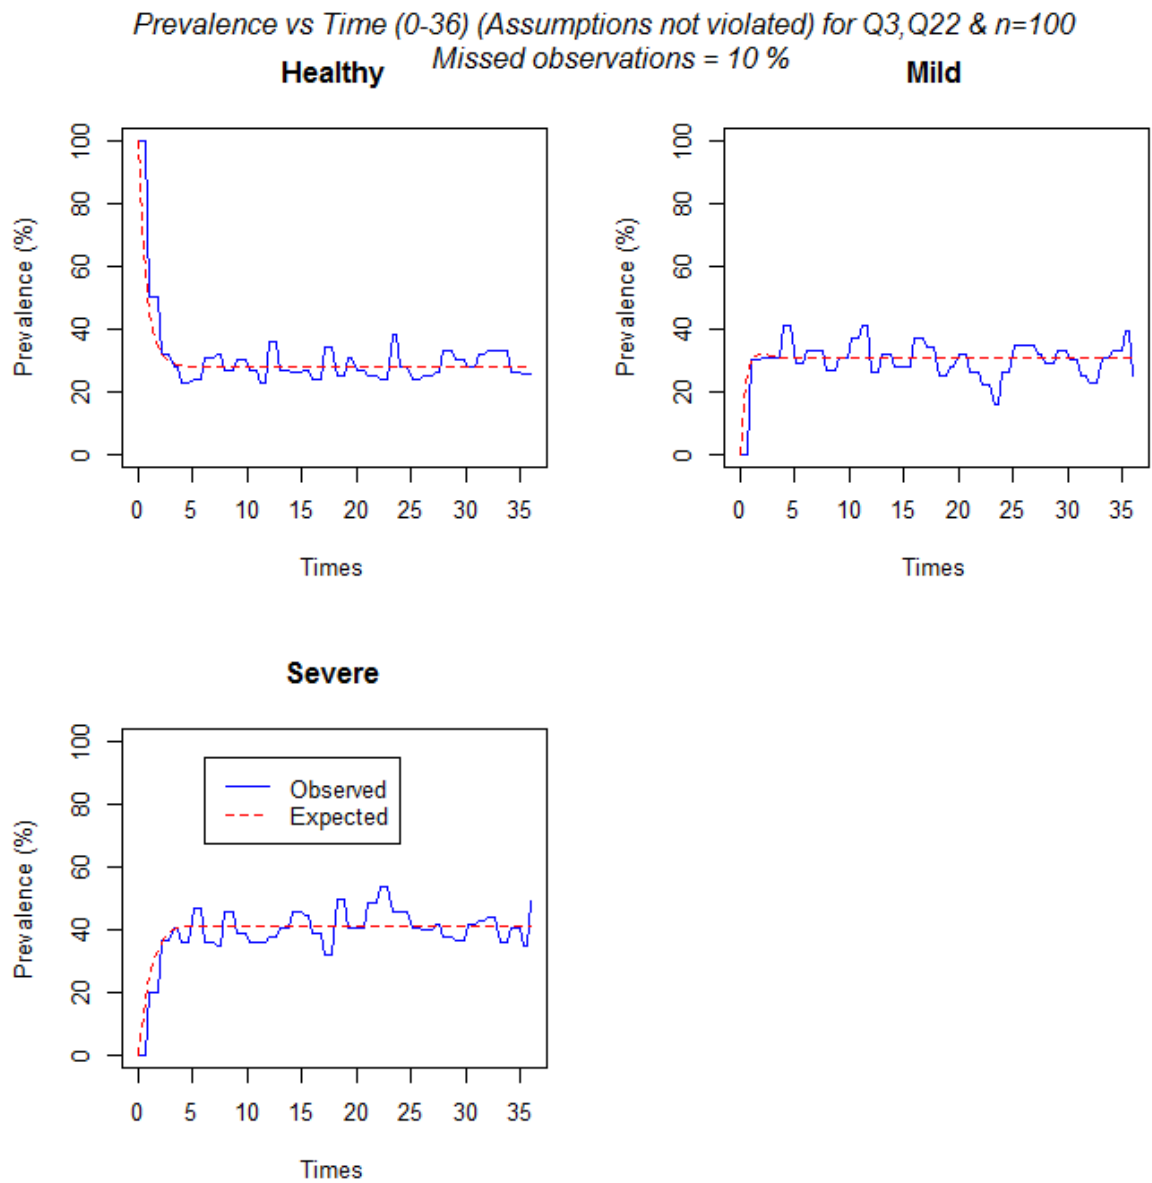 Prevalence vs Time (0-36) (Assumptions not violated) for Q3,Q22 & n=100
Missed observations = 10 %
Healthy
Prevalence (%)
100
80
60
40
20
0
0 5 10 15 20 25 30 35
Times
Mild
Prevalence (%)
100
80
60
40
20
0
0 5 10 15 20 25 30 35
Times
Severe
Prevalence (%)
100
80
60
40
20
0
Observed
Expected
0 5 10 15 20 25 30 35
Times